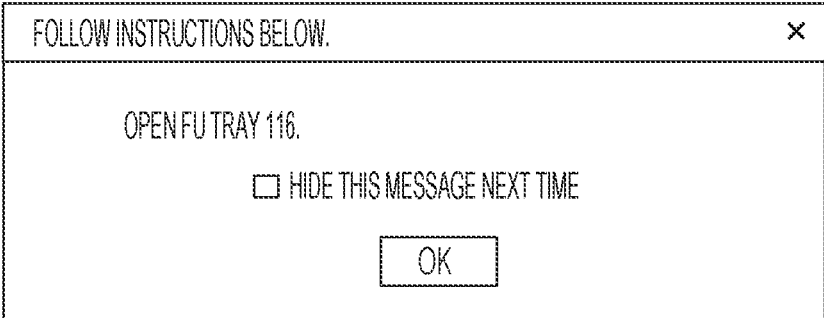 FOLLOW INSTRUCTIONS BELOW. ×
OPEN FU TRAY 116.
HIDE THIS MESSAGE NEXT TIME
OK